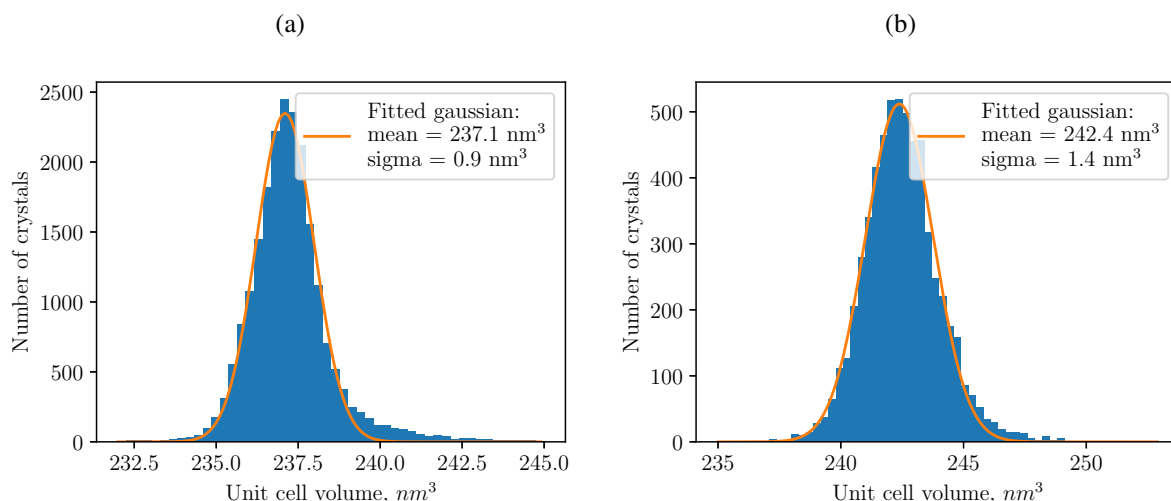 (a)
(b)
2500
2000
1500
1000
500
0
Number of crystals
Fitted gaussian:
mean = 237.1 nm³
sigma = 0.9 nm³
232.5 235.0 237.5 240.0 242.5 245.0
Unit cell volume, nm³
500
400
300
200
100
0
Number of crystals
Fitted gaussian:
mean = 242.4 nm³
sigma = 1.4 nm³
235 240 245 250
Unit cell volume, nm³